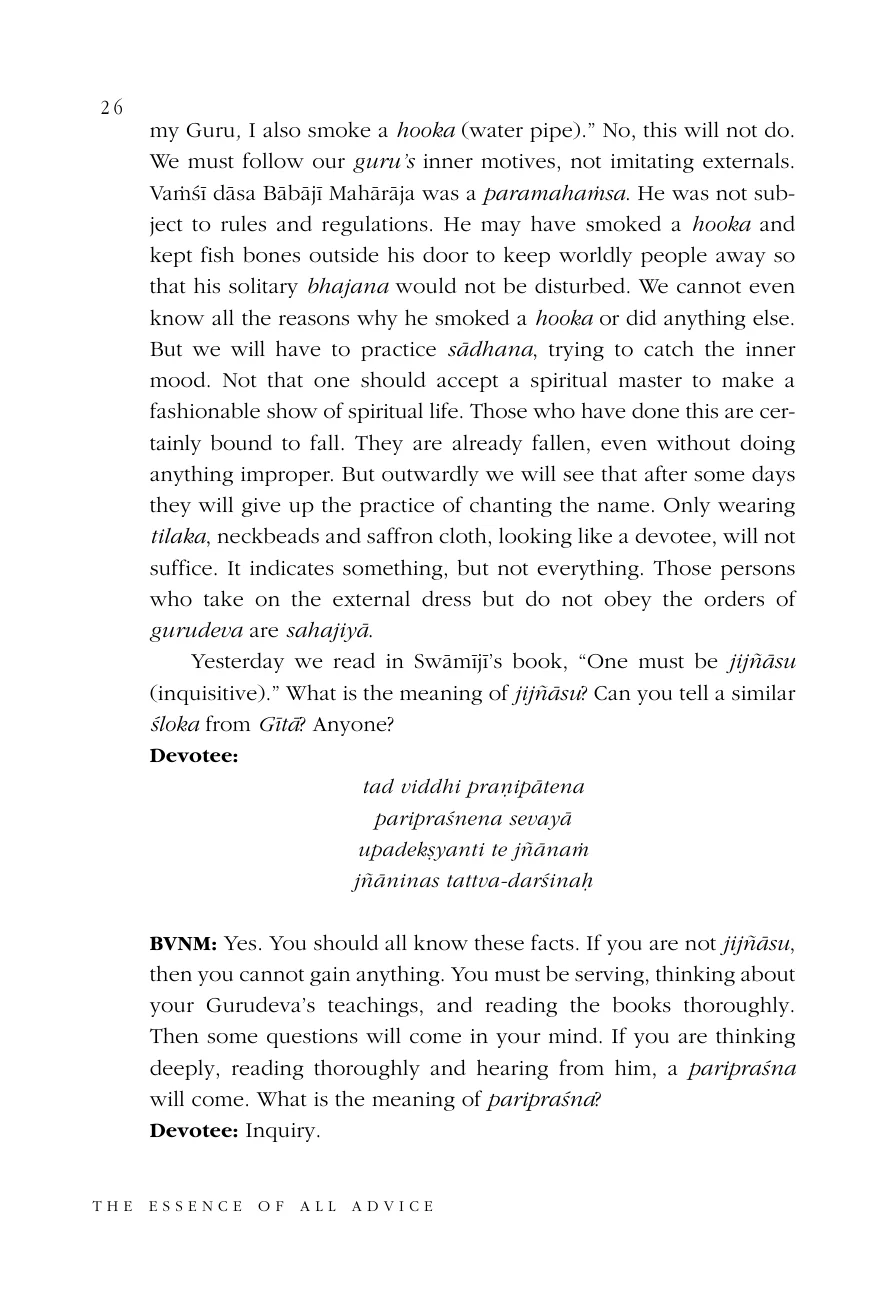 26
my Guru, I also smoke a hooka (water pipe).” No, this will not do.
We must follow our guru’s inner motives, not imitating externals.
Vaṁśī dāsa Bābājī Mahārāja was a paramahaṁsa. He was not sub-
ject to rules and regulations. He may have smoked a hooka and
kept fish bones outside his door to keep worldly people away so
that his solitary bhajana would not be disturbed. We cannot even
know all the reasons why he smoked a hooka or did anything else.
But we will have to practice sādhana, trying to catch the inner
mood. Not that one should accept a spiritual master to make a
fashionable show of spiritual life. Those who have done this are cer-
tainly bound to fall. They are already fallen, even without doing
anything improper. But outwardly we will see that after some days
they will give up the practice of chanting the name. Only wearing
tilaka, neckbeads and saffron cloth, looking like a devotee, will not
suffice. It indicates something, but not everything. Those persons
who take on the external dress but do not obey the orders of
gurudeva are sahajiyā.
Yesterday we read in Swāmījī’s book, “One must be jijñāsu
(inquisitive).” What is the meaning of jijñāsu? Can you tell a similar
śloka from Gītā? Anyone?
Devotee:
tad viddhi praṇipātena
paripraśnena sevayā
upadekṣyanti te jñānaṁ
jñāninas tattva-darśinaḥ
BVNM: Yes. You should all know these facts. If you are not jijñāsu,
then you cannot gain anything. You must be serving, thinking about
your Gurudeva’s teachings, and reading the books thoroughly.
Then some questions will come in your mind. If you are thinking
deeply, reading thoroughly and hearing from him, a paripraśna
will come. What is the meaning of paripraśna?
Devotee: Inquiry.
THE ESSENCE OF ALL ADVICE